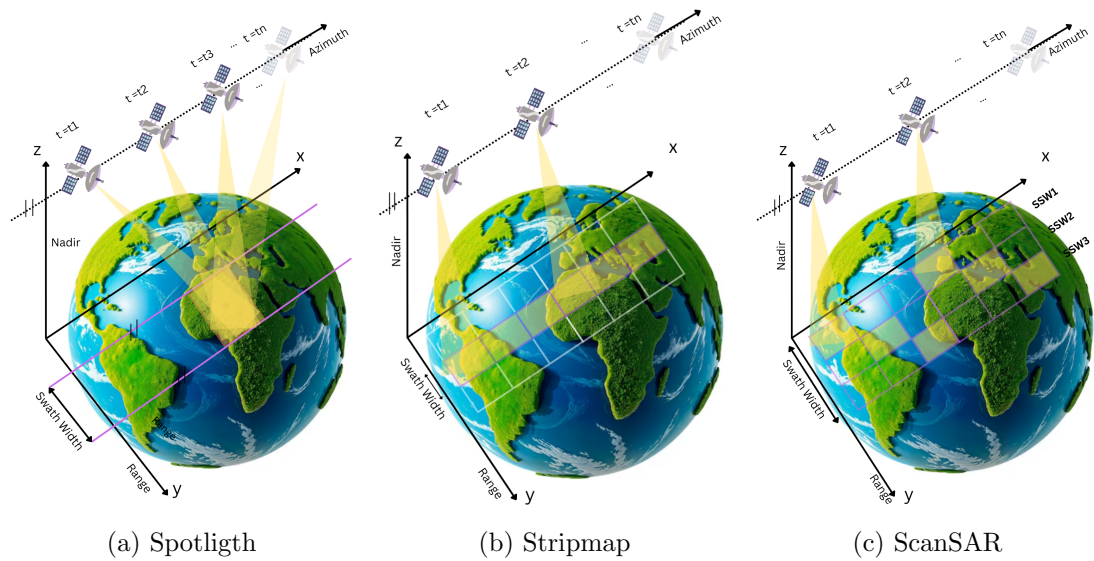 t =t1
t =t2
t =t3
...
t =tn
...
Azimuth
z
x
Nadir
Swath Width
Range
y
(a) Spotligth
t =t1
t =t2
...
t =tn
...
Azimuth
z
x
Nadir
Swath Width
Range
y
(b) Stripmap
t =t1
t =t2
...
t =tn
...
Azimuth
z
x
Nadir
SSW1
SSW2
SSW3
Swath Width
Range
y
(c) ScanSAR